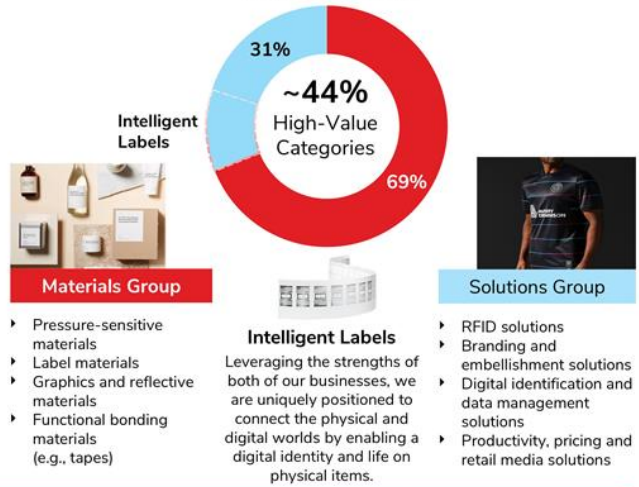 31%
~44%
High-Value
Categories
69%
Intelligent
Labels
Materials Group
Pressure-sensitive
materials
Label materials
Graphics and reflective
materials
Functional bonding
materials
(e.g., tapes)
Intelligent Labels
Leveraging the strengths of
both of our businesses, we
are uniquely positioned to
connect the physical and
digital worlds by enabling a
digital identity and life on
physical items.
Solutions Group
RFID solutions
Branding and
embellishment solutions
Digital identification and
data management
solutions
Productivity, pricing and
retail media solutions